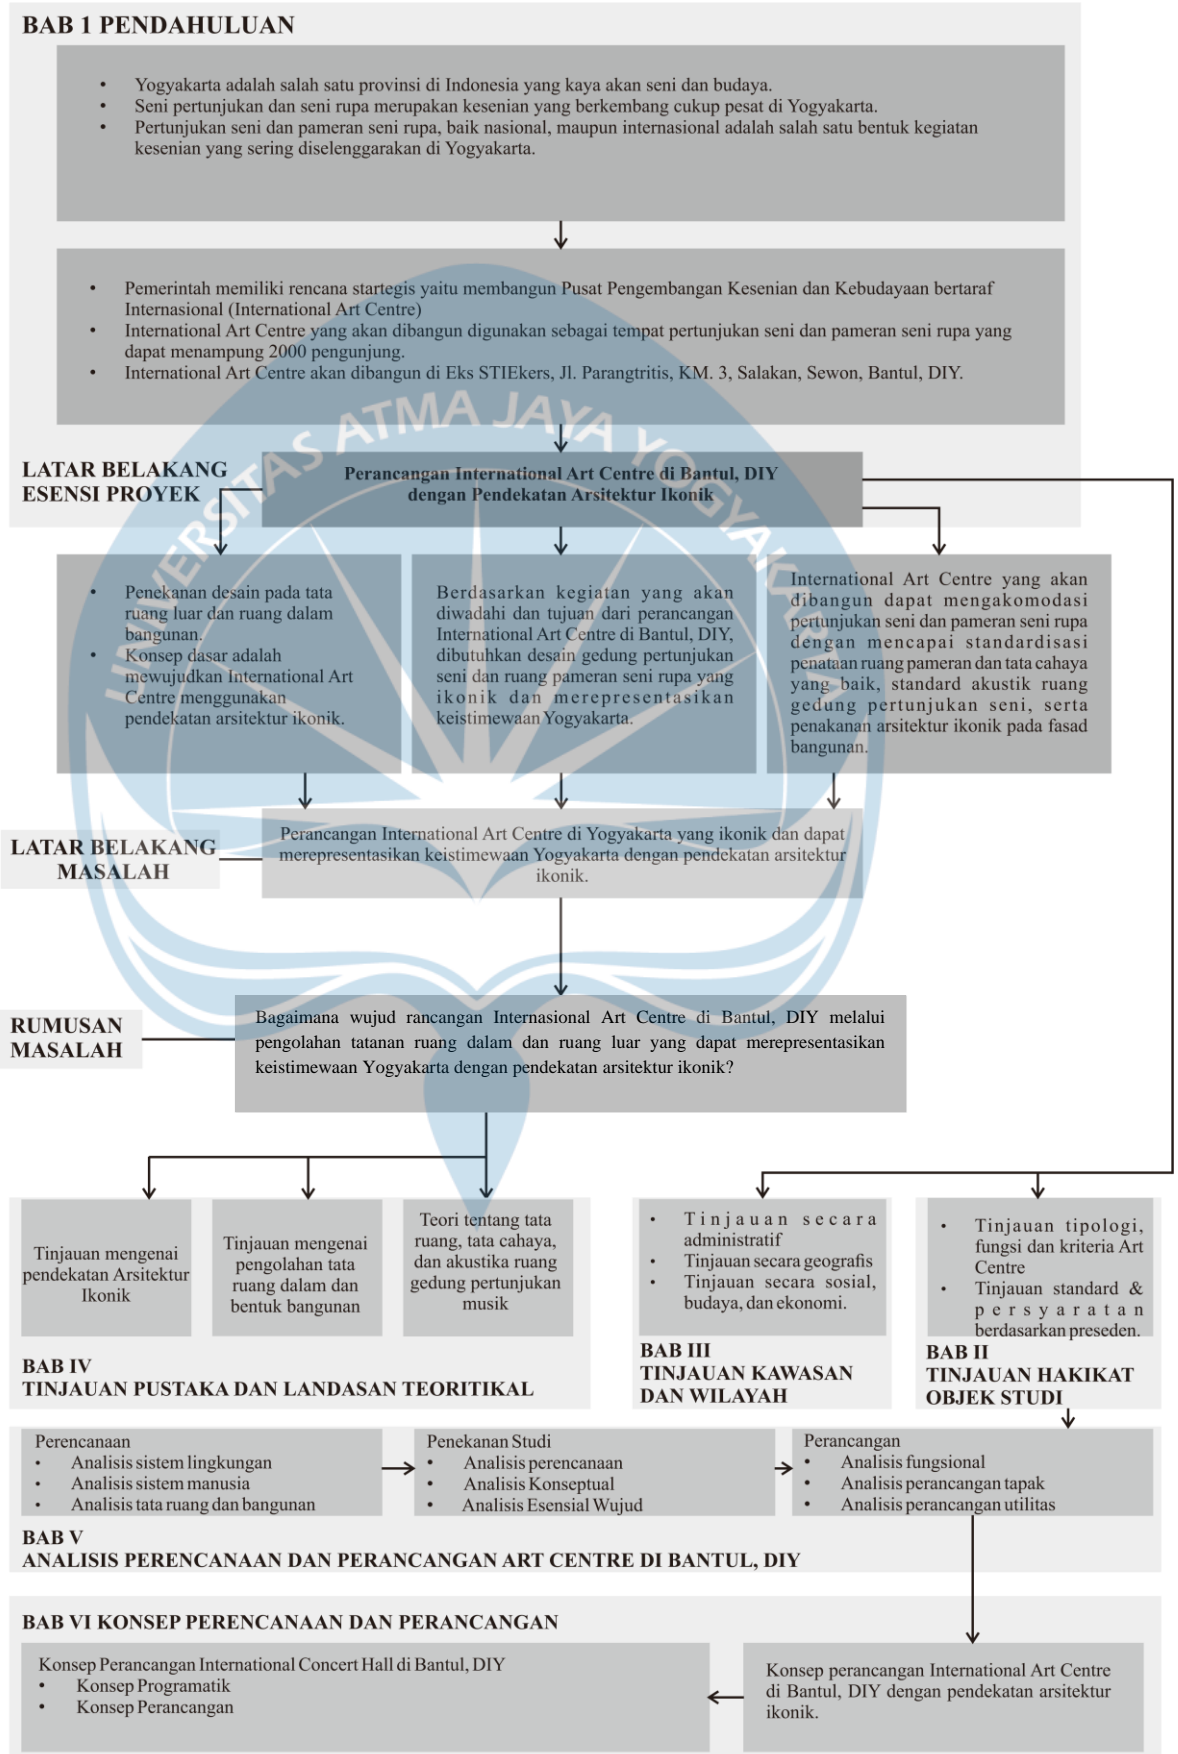 BAB 1 PENDAHULUAN
• Yogyakarta adalah salah satu provinsi di Indonesia yang kaya akan seni dan budaya.
• Seni pertunjukan dan seni rupa merupakan kesenian yang berkembang cukup pesat di Yogyakarta.
• Pertunjukan seni dan pameran seni rupa, baik nasional, maupun internasional adalah salah satu bentuk kegiatan
kesenian yang sering diselenggarakan di Yogyakarta.
• Pemerintah memiliki rencana startegis yaitu membangun Pusat Pengembangan Kesenian dan Kebudayaan bertaraf
Internasional (International Art Centre)
• International Art Centre yang akan dibangun digunakan sebagai tempat pertunjukan seni dan pameran seni rupa yang
dapat menampung 2000 pengunjung.
• International Art Centre akan dibangun di Eks STIEkers, Jl. Parangtritis, KM. 3, Salakan, Sewon, Bantul, DIY.
UNIVERSITAS ATMA JAYA YOGYAKARTA
LATAR BELAKANG
ESENSI PROYEK
Perancangan International Art Centre di Bantul, DIY
dengan Pendekatan Arsitektur Ikonik
• Penekanan desain pada tata
ruang luar dan ruang dalam
bangunan.
• Konsep dasar adalah
mewujudkan International Art
Centre menggunakan
pendekatan arsitektur ikonik.
Berdasarkan kegiatan yang akan
diwadahi dan tujuan dari perancangan
International Art Centre di Bantul, DIY,
dibutuhkan desain gedung pertunjukan
seni dan ruang pameran seni rupa yang
ikonik dan merepresentasikan
keistimewaan Yogyakarta.
International Art Centre yang akan
dibangun dapat mengakomodasi
pertunjukan seni dan pameran seni rupa
dengan mencapai standardisasi
penataan ruang pameran dan tata cahaya
yang baik, standard akustik ruang
gedung pertunjukan seni, serta
penakanan arsitektur ikonik pada fasad
bangunan.
LATAR BELAKANG
MASALAH
Perancangan International Art Centre di Yogyakarta yang ikonik dan dapat
merepresentasikan keistimewaan Yogyakarta dengan pendekatan arsitektur
ikonik.
RUMUSAN
MASALAH
Bagaimana wujud rancangan Internasional Art Centre di Bantul, DIY melalui
pengolahan tatanan ruang dalam dan ruang luar yang dapat merepresentasikan
keistimewaan Yogyakarta dengan pendekatan arsitektur ikonik?
Tinjauan mengenai
pendekatan Arsitektur
Ikonik
Tinjauan mengenai
pengolahan tata
ruang dalam dan
bentuk bangunan
Teori tentang tata
ruang, tata cahaya,
dan akustika ruang
gedung pertunjukan
musik
BAB IV
TINJAUAN PUSTAKA DAN LANDASAN TEORITIKAL
• Tinjauan secara
administratif
• Tinjauan secara geografis
• Tinjauan secara sosial,
budaya, dan ekonomi.
BAB III
TINJAUAN KAWASAN
DAN WILAYAH
• Tinjauan tipologi,
fungsi dan kriteria Art
Centre
• Tinjauan standard &
persyaratan
berdasarkan preseden.
BAB II
TINJAUAN HAKIKAT
OBJEK STUDI
Perencanaan
• Analisis sistem lingkungan
• Analisis sistem manusia
• Analisis tata ruang dan bangunan
Penekanan Studi
• Analisis perencanaan
• Analisis Konseptual
• Analisis Esensial Wujud
Perancangan
• Analisis fungsional
• Analisis perancangan tapak
• Analisis perancangan utilitas
BAB V
ANALISIS PERENCANAAN DAN PERANCANGAN ART CENTRE DI BANTUL, DIY
BAB VI KONSEP PERENCANAAN DAN PERANCANGAN
Konsep Perancangan International Concert Hall di Bantul, DIY
• Konsep Programatik
• Konsep Perancangan
Konsep perancangan International Art Centre
di Bantul, DIY dengan pendekatan arsitektur
ikonik.